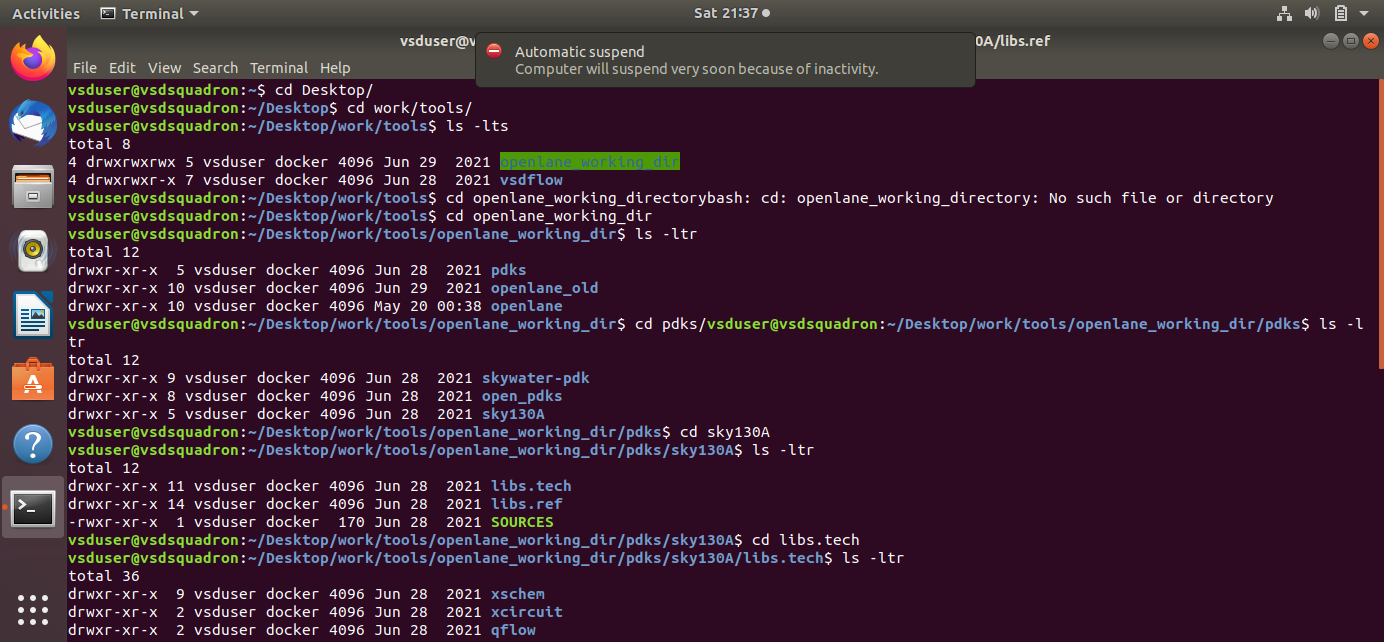 Activities Terminal Sat 21:37
vsduser@v 0A/libs.ref
Automatic suspend
Computer will suspend very soon because of inactivity.
File Edit View Search Terminal Help
vsduser@vsdsquadron:~$ cd Desktop/
vsduser@vsdsquadron:~/Desktop$ cd work/tools/
vsduser@vsdsquadron:~/Desktop/work/tools$ ls -lts
total 8
4 drwxrwxrwx 5 vsduser docker 4096 Jun 29  2021 openlane_working_dir
4 drwxrwxr-x 7 vsduser docker 4096 Jun 28  2021 vsdflow
vsduser@vsdsquadron:~/Desktop/work/tools$ cd openlane_working_directorybash: cd: openlane_working_directory: No such file or directory
vsduser@vsdsquadron:~/Desktop/work/tools$ cd openlane_working_dir
vsduser@vsdsquadron:~/Desktop/work/tools/openlane_working_dir$ ls -ltr
total 12
drwxr-xr-x  5 vsduser docker 4096 Jun 28  2021 pdks
drwxr-xr-x 10 vsduser docker 4096 Jun 29  2021 openlane_old
drwxr-xr-x 10 vsduser docker 4096 May 20 00:38 openlane
vsduser@vsdsquadron:~/Desktop/work/tools/openlane_working_dir$ cd pdks/vsduser@vsdsquadron:~/Desktop/work/tools/openlane_working_dir/pdks$ ls -l
tr
total 12
drwxr-xr-x 9 vsduser docker 4096 Jun 28  2021 skywater-pdk
drwxr-xr-x 8 vsduser docker 4096 Jun 28  2021 open_pdks
drwxr-xr-x 5 vsduser docker 4096 Jun 28  2021 sky130A
vsduser@vsdsquadron:~/Desktop/work/tools/openlane_working_dir/pdks$ cd sky130A
vsduser@vsdsquadron:~/Desktop/work/tools/openlane_working_dir/pdks/sky130A$ ls -ltr
total 12
drwxr-xr-x 11 vsduser docker 4096 Jun 28  2021 libs.tech
drwxr-xr-x 14 vsduser docker 4096 Jun 28  2021 libs.ref
-rwxr-xr-x  1 vsduser docker  170 Jun 28  2021 SOURCES
vsduser@vsdsquadron:~/Desktop/work/tools/openlane_working_dir/pdks/sky130A$ cd libs.tech
vsduser@vsdsquadron:~/Desktop/work/tools/openlane_working_dir/pdks/sky130A/libs.tech$ ls -ltr
total 36
drwxr-xr-x  9 vsduser docker 4096 Jun 28  2021 xschem
drwxr-xr-x  2 vsduser docker 4096 Jun 28  2021 xcircuit
drwxr-xr-x  2 vsduser docker 4096 Jun 28  2021 qflow